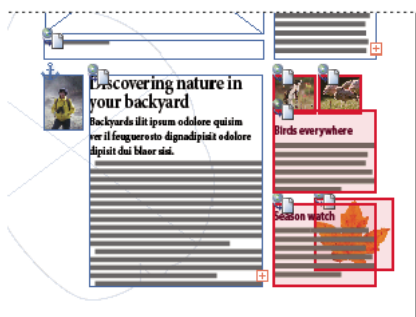 Discovering nature in
your backyard
Backyards ilit ipsum odolore quisim
ver il feuguerosto dignadipisit odolore
dipisit dui blaor sisi.
Birds everywhere
Season watch